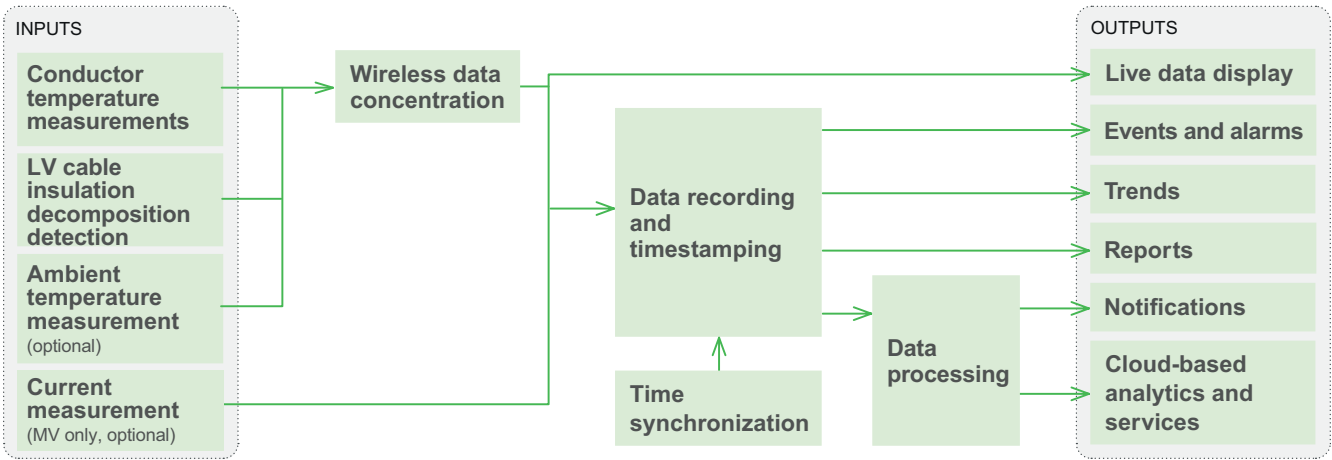 INPUTS
Conductor
temperature
measurements
LV cable
insulation
decomposition
detection
Ambient
temperature
measurement
(optional)
Current
measurement
(MV only, optional)
Wireless data
concentration
Data recording
and
timestamping
Time
synchronization
Data
processing
OUTPUTS
Live data display
Events and alarms
Trends
Reports
Notifications
Cloud-based
analytics and
services